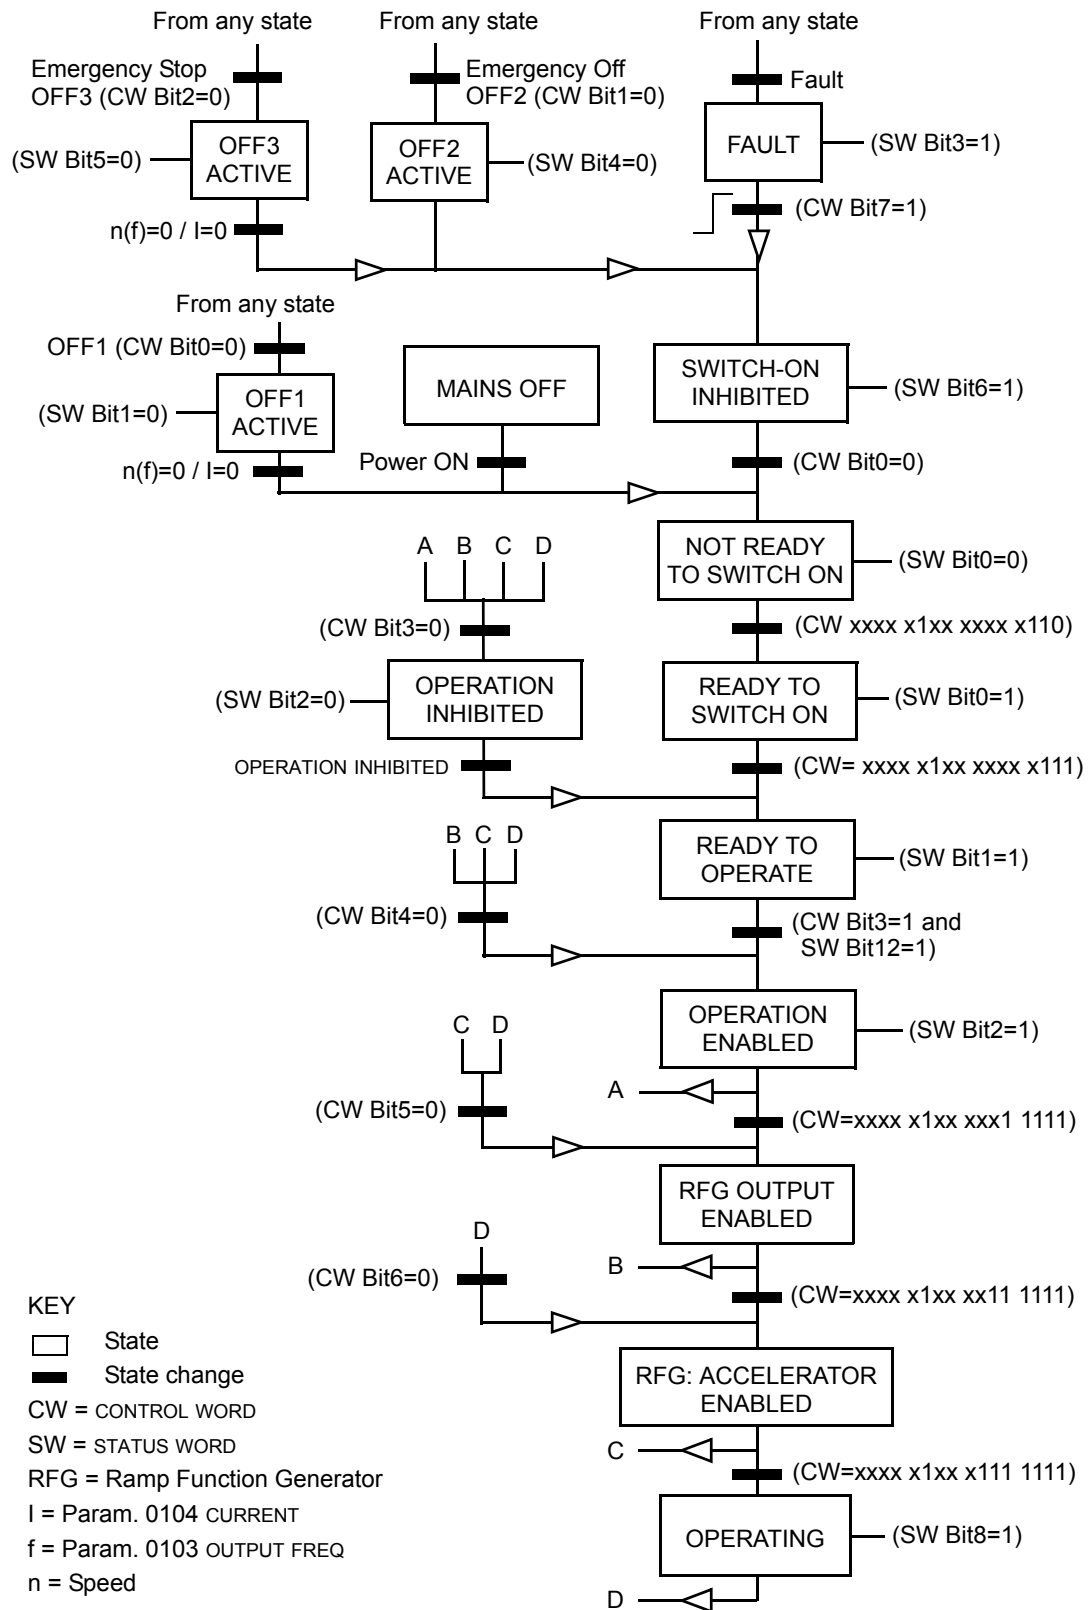 From any state
From any state
From any state
Emergency Stop
OFF3 (CW Bit2=0)
Emergency Off
OFF2 (CW Bit1=0)
Fault
(SW Bit5=0)
OFF3
ACTIVE
OFF2
ACTIVE
(SW Bit4=0)
FAULT
(SW Bit3=1)
n(f)=0 / I=0
(CW Bit7=1)
From any state
OFF1 (CW Bit0=0)
(SW Bit1=0)
OFF1
ACTIVE
MAINS OFF
SWITCH-ON
INHIBITED
(SW Bit6=1)
n(f)=0 / I=0
Power ON
(CW Bit0=0)
A B C D
NOT READY
TO SWITCH ON
(SW Bit0=0)
(CW Bit3=0)
(CW xxxx x1xx xxxx x110)
(SW Bit2=0)
OPERATION
INHIBITED
READY TO
SWITCH ON
(SW Bit0=1)
OPERATION INHIBITED
(CW= xxxx x1xx xxxx x111)
B C D
READY TO
OPERATE
(SW Bit1=1)
(CW Bit4=0)
(CW Bit3=1 and
SW Bit12=1)
C D
OPERATION
ENABLED
(SW Bit2=1)
A
(CW Bit5=0)
(CW=xxxx x1xx xxx1 1111)
RFG OUTPUT
ENABLED
D
B
(CW Bit6=0)
(CW=xxxx x1xx xx11 1111)
RFG: ACCELERATOR
ENABLED
C
(CW=xxxx x1xx x111 1111)
OPERATING
(SW Bit8=1)
D
KEY
State
State change
CW = CONTROL WORD
SW = STATUS WORD
RFG = Ramp Function Generator
I = Param. 0104 CURRENT
f = Param. 0103 OUTPUT FREQ
n = Speed